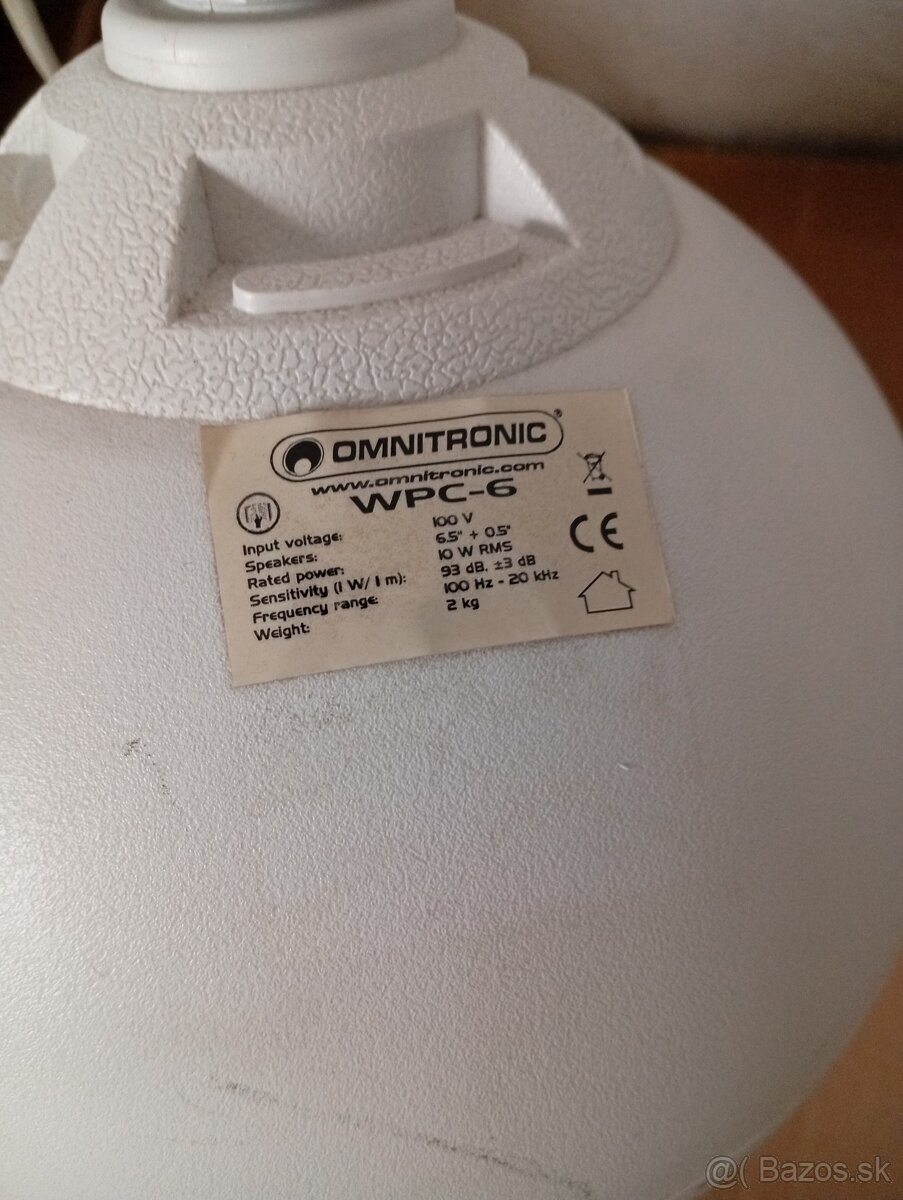 OMNITRONIC®
www.omnitronic.com
WPC-6
Input voltage: 100 V
Speakers: 6.5" + 0.5"
Rated power: 10 W RMS
Sensitivity (1 W/ 1 m): 93 dB, ±3 dB
Frequency range: 100 Hz - 20 kHz
Weight: 2 kg
CE
@( Bazos.sk